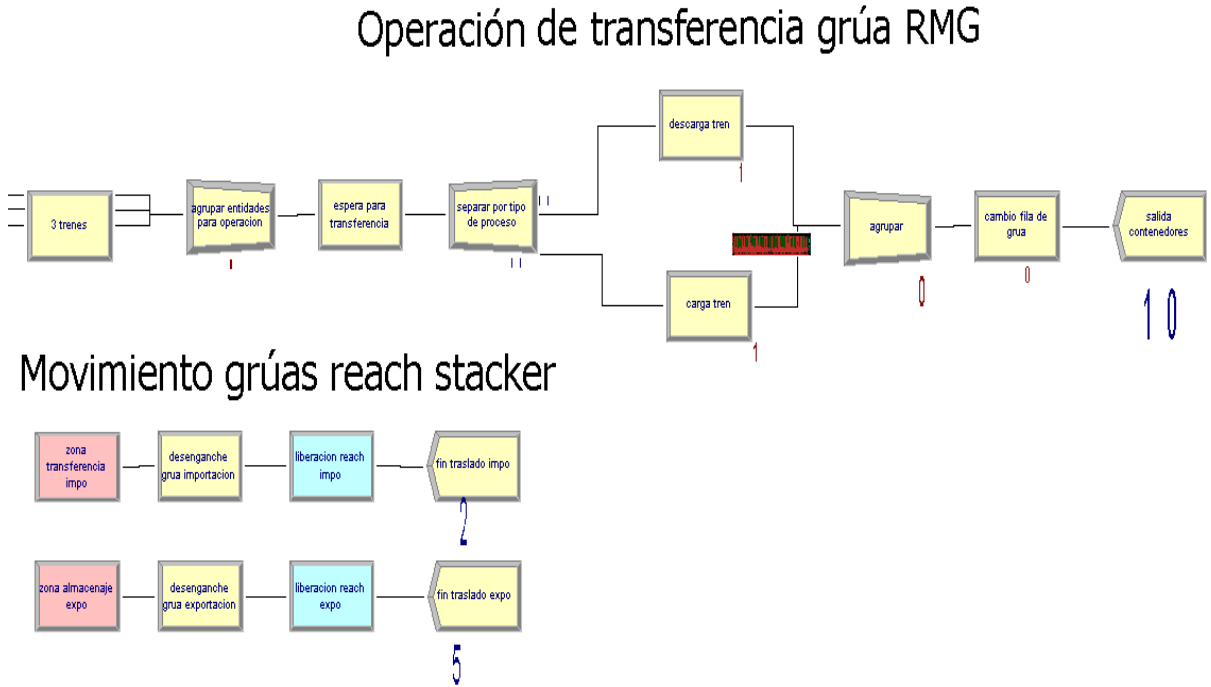 Operación de transferencia grúa RMG
3 trenes
agrupar entidades
para operacion
espera para
transferencia
separar por tipo
de proceso
11
11
descarga tren
1
carga tren
1
agrupar
0
cambio fila de
grua
0
salida
contenedores
10
Movimiento grúas reach stacker
zona
transferencia
impo
desenganche
grua importacion
liberacion reach
impo
fin traslado impo
2
zona almacenaje
expo
desenganche
grua exportacion
liberacion reach
expo
fin traslado expo
5